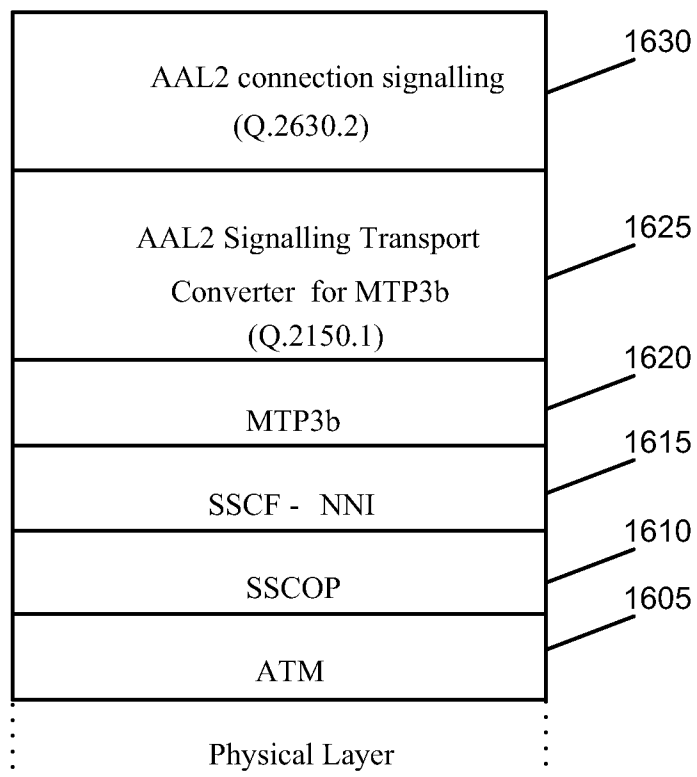 1630
AAL2 connection signalling
(Q.2630.2)
1625
AAL2 Signalling Transport
Converter for MTP3b
(Q.2150.1)
1620
MTP3b
1615
SSCF - NNI
1610
SSCOP
1605
ATM
Physical Layer